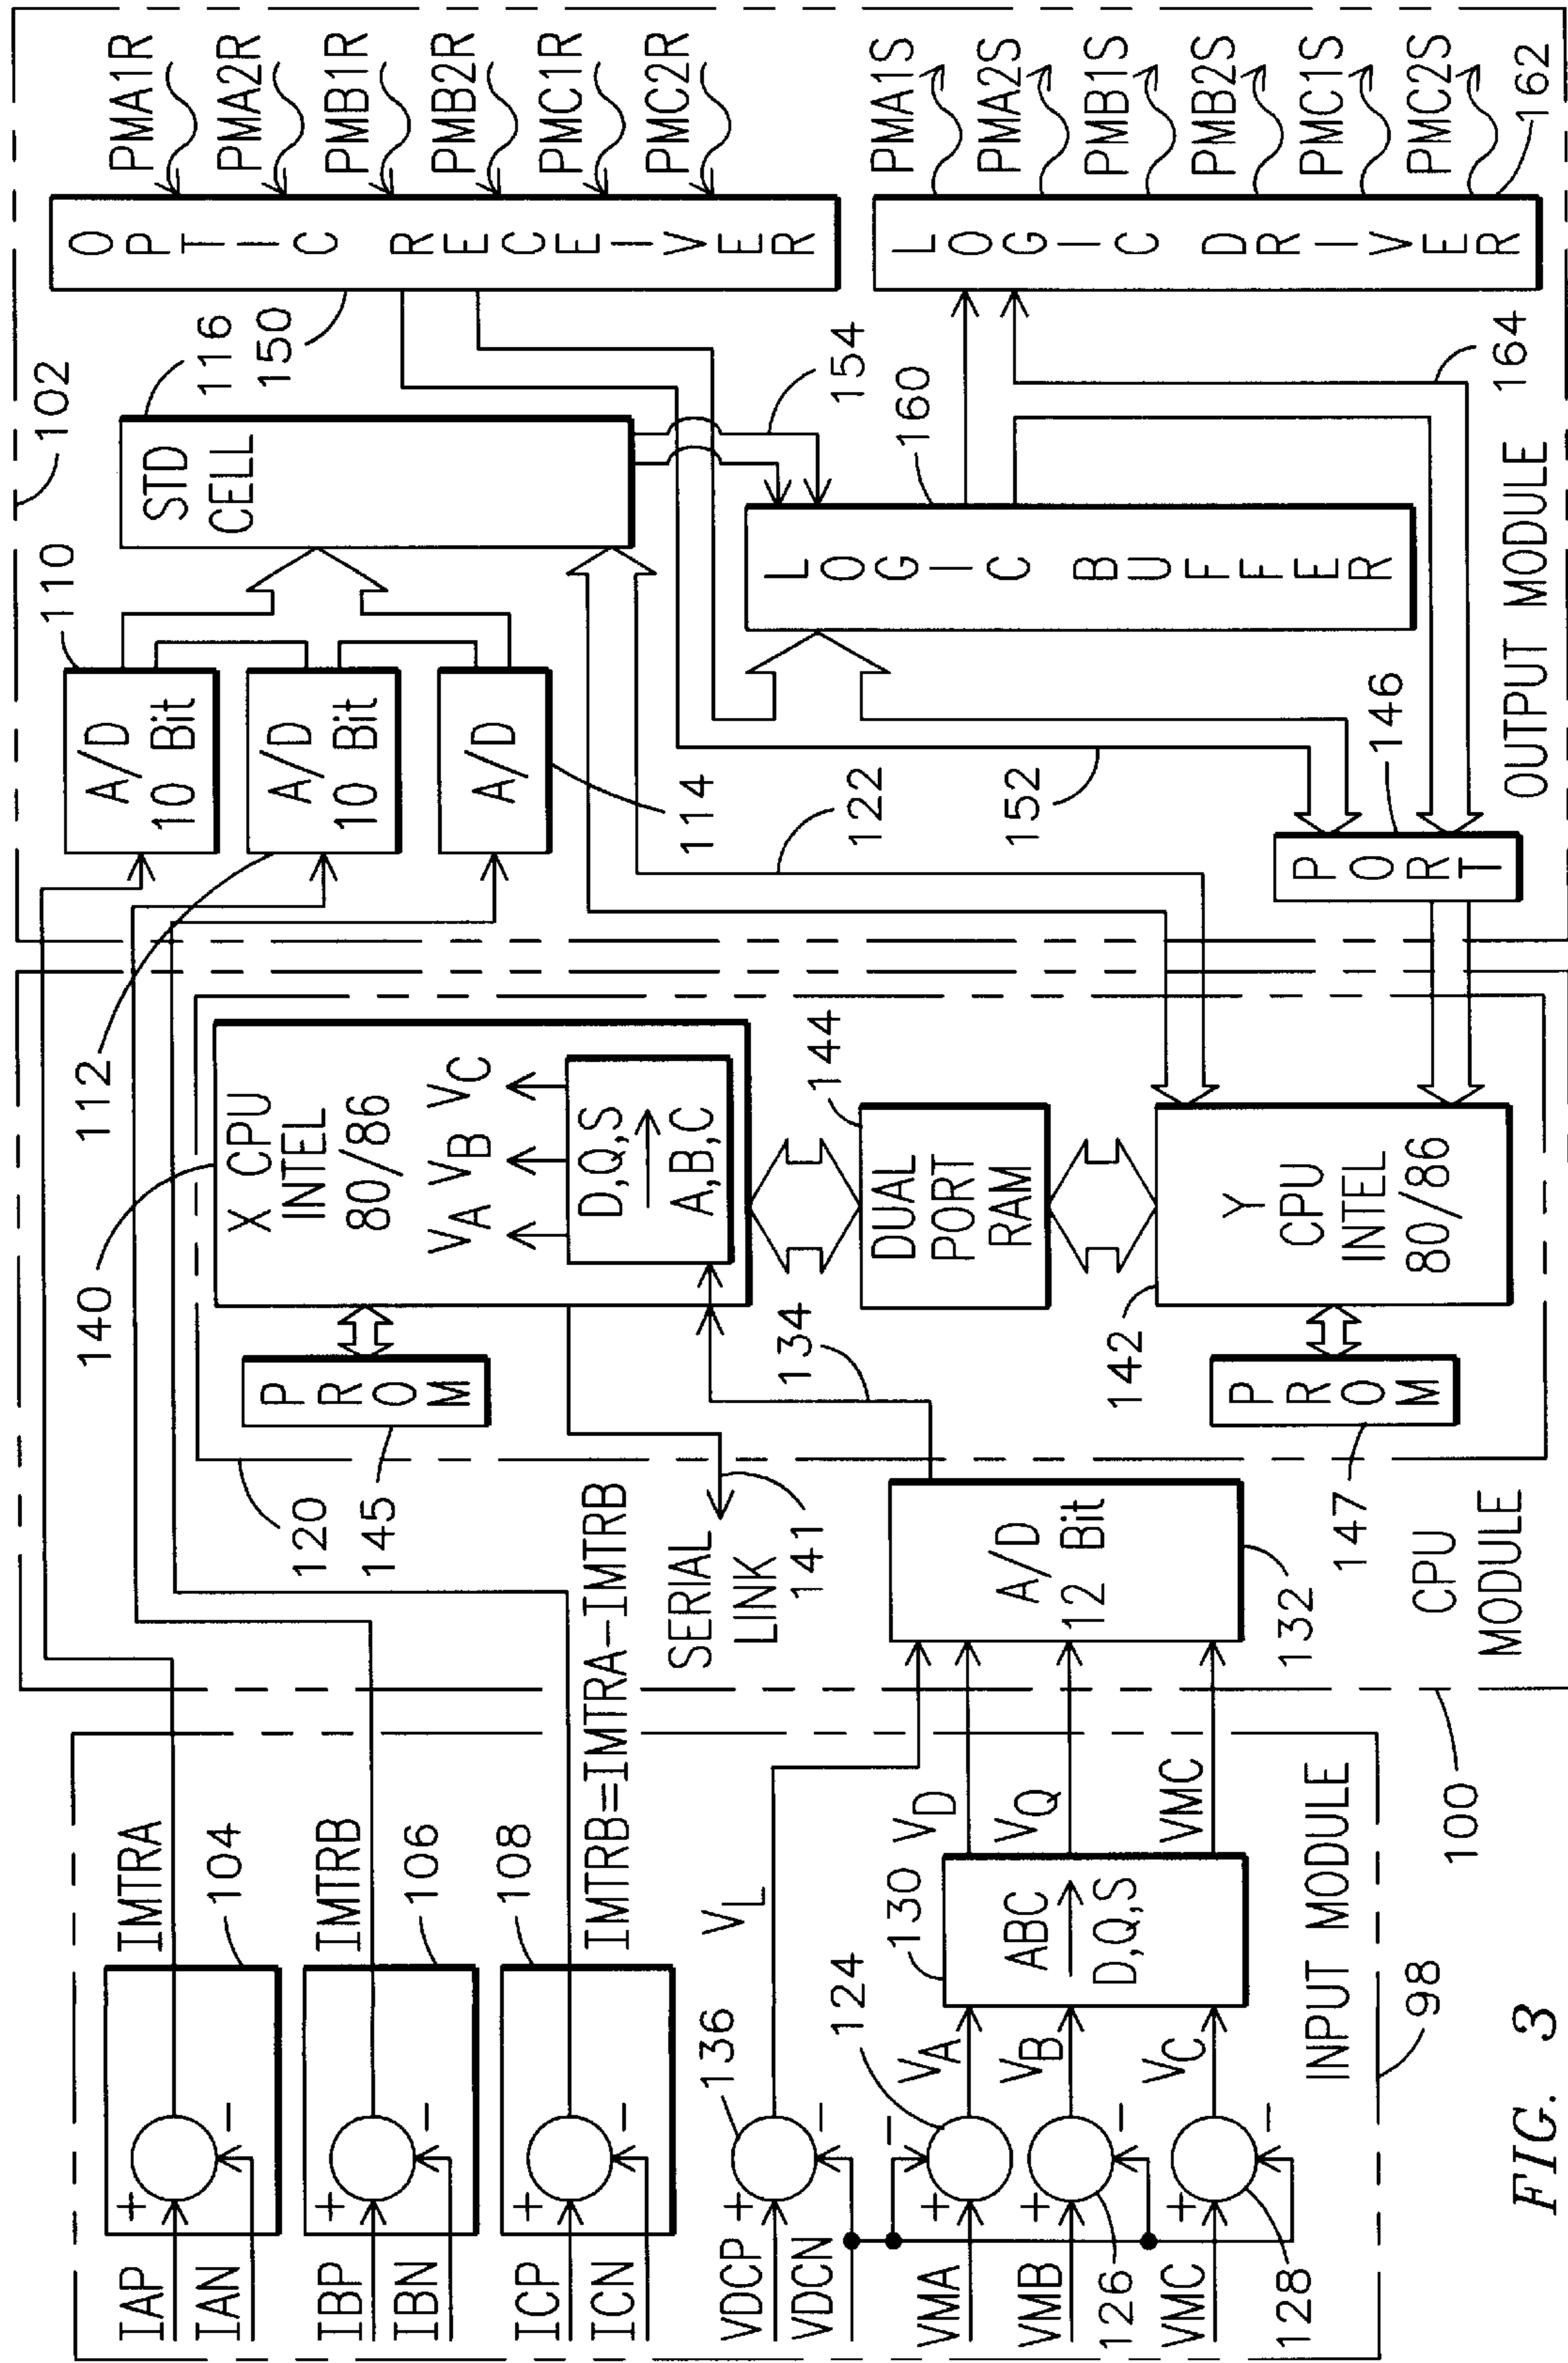 IAP
IAN
IBP
IBN
ICP
ICN
VDCP
VDCN
VMA
VMB
VMC
+
-
+
-
+
-
+
-
+
-
+
-
+
-
136
124
126
128
VA
VB
VC
130
ABC
D,Q,S
INPUT MODULE
98
IMTRA
104
IMTRB
106
108
IMTRB=IMTRA-IMTRB
VL
VD
VQ
VMC
100
A/D
12 Bit
132
134
SERIAL
LINK
141
CPU
MODULE
120
PROM
145
PROM
147
140
X CPU
INTEL
80/86
VA VB VC
D,Q,S
A,B,C
DUAL
PORT
RAM
144
142
Y
CPU
INTEL
80/86
112
A/D
10 Bit
110
A/D
10 Bit
A/D
114
122
152
PORT
146
OUTPUT MODULE
102
STD
CELL
116
150
154
LOGIC BUFFER
160
164
OPTIC RECEIVER
PMA1R
PMA2R
PMB1R
PMB2R
PMC1R
PMC2R
LOGIC DRIVER
PMA1S
PMA2S
PMB1S
PMB2S
PMC1S
PMC2S
162
FIG. 3